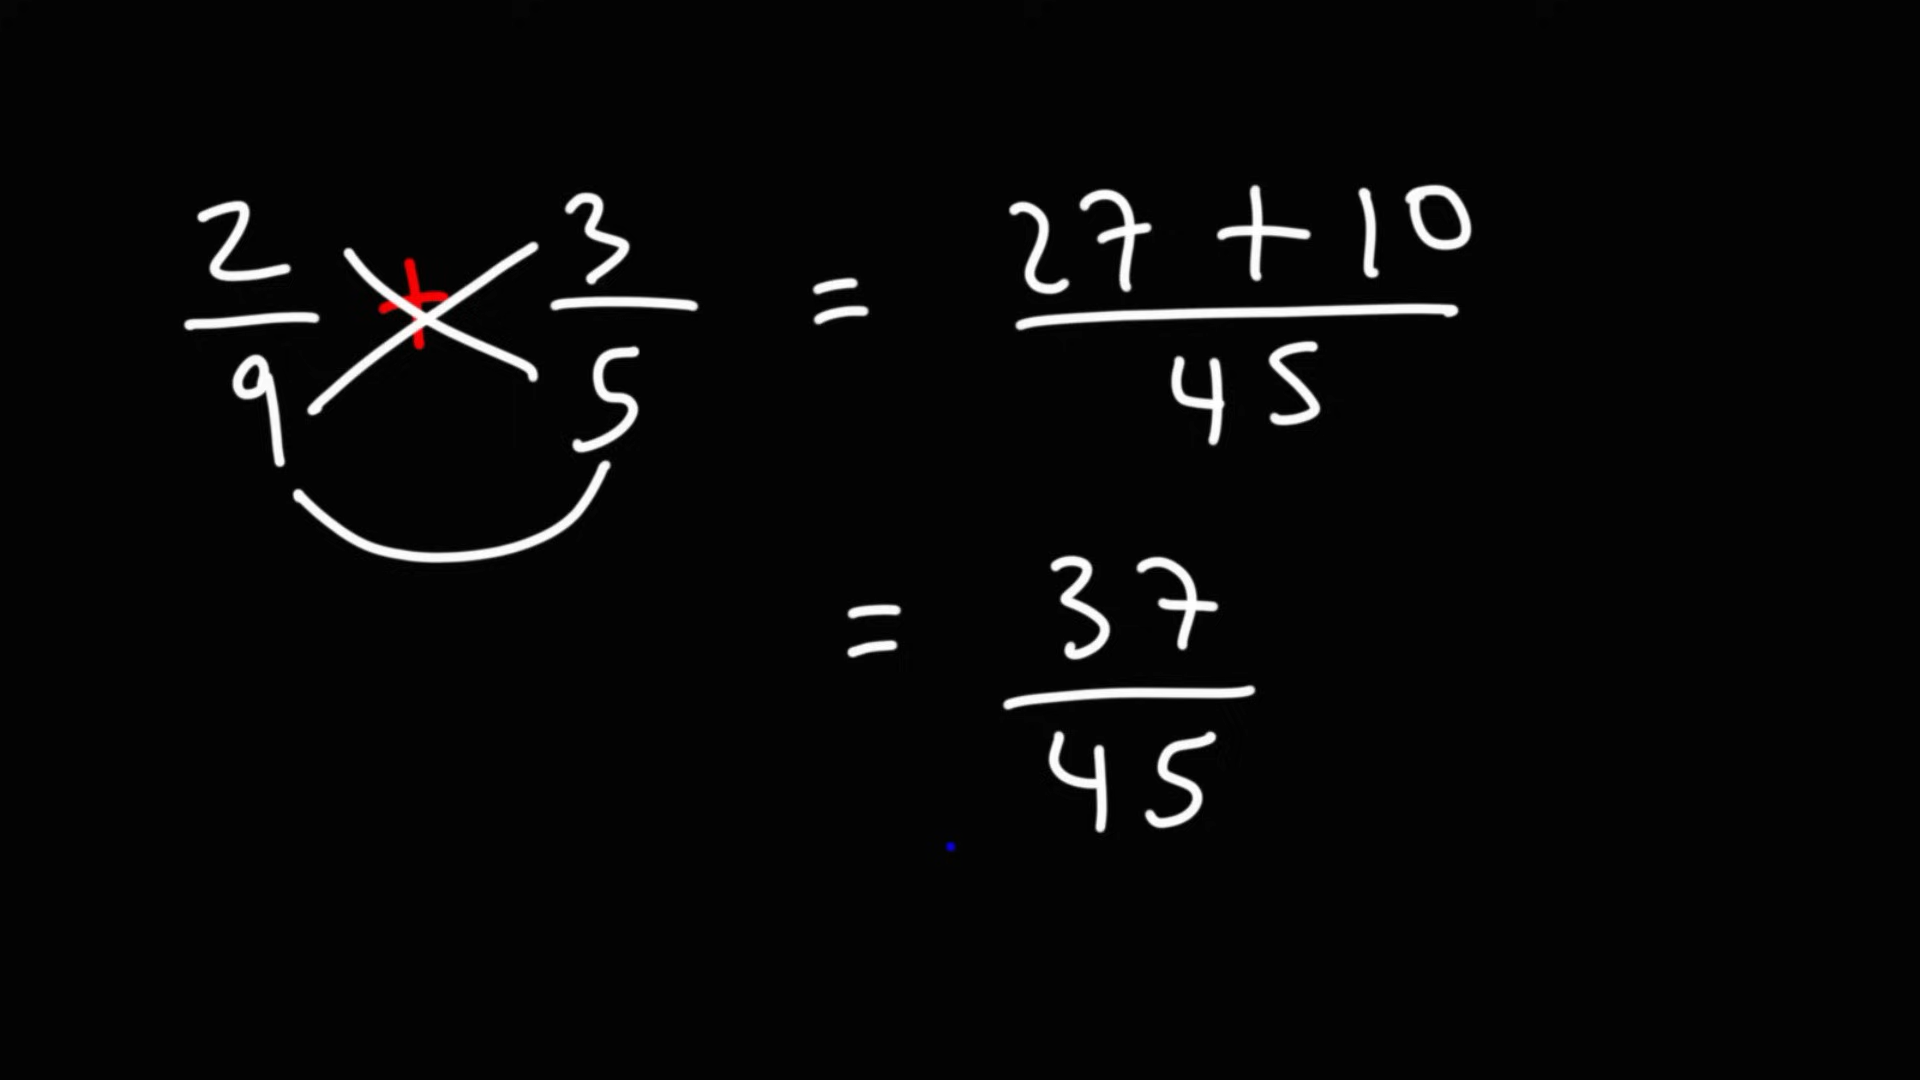 2/9 + 3/5 = 27 + 10/45
= 37/45